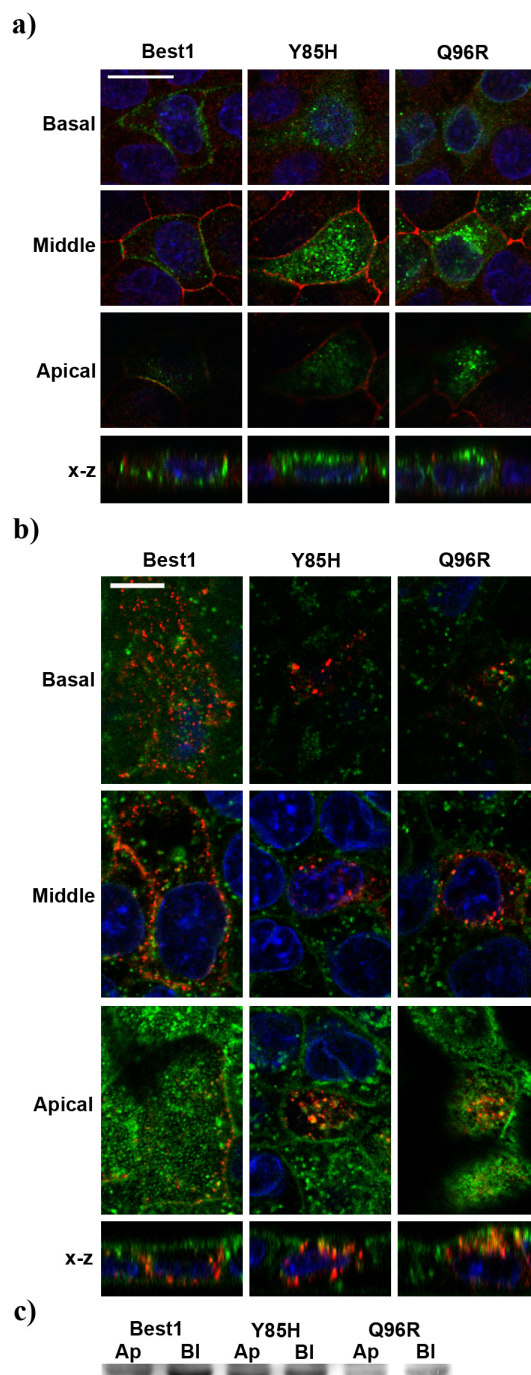 a)
Best1 Y85H Q96R
Basal
Middle
Apical
x-z
b)
Best1 Y85H Q96R
Basal
Middle
Apical
x-z
c)
Best1 Y85H Q96R
Ap Bl Ap Bl Ap Bl